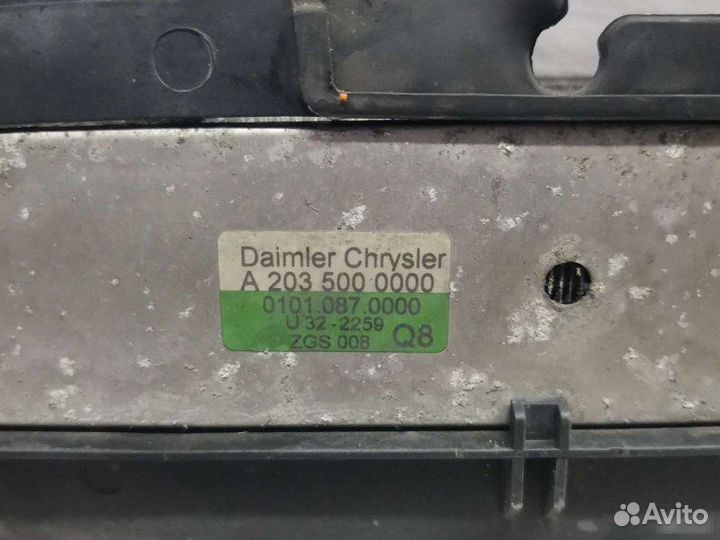 Daimler Chrysler
A 203 500 0000
0101.087.0000
U 32 - 2259
ZGS 008 Q8
Avito